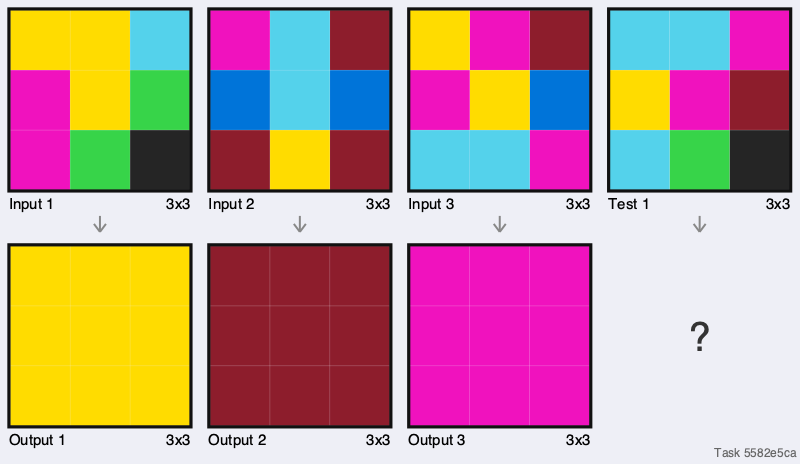 Input 1 3x3
Input 2 3x3
Input 3 3x3
Test 1 3x3
?
Output 1 3x3
Output 2 3x3
Output 3 3x3
Task 5582e5ca